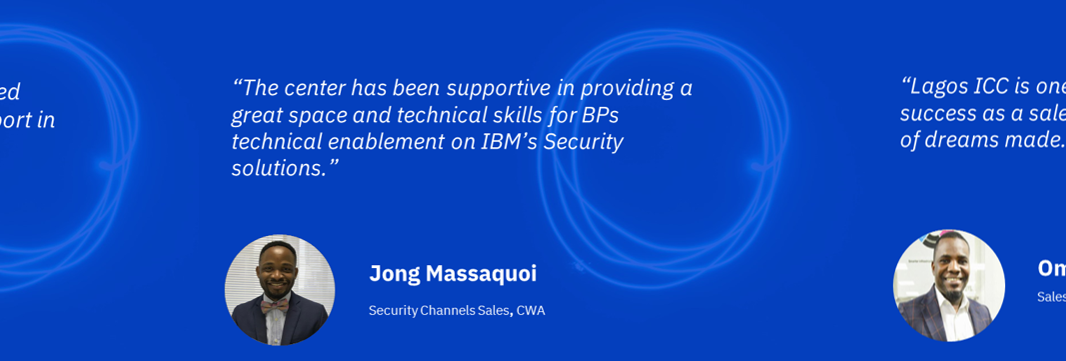 ed
port in
“The center has been supportive in providing a
great space and technical skills for BPs
technical enablement on IBM’s Security
solutions.”
Jong Massaquoi
Security Channels Sales, CWA
“Lagos ICC is one
success as a sale
of dreams made.
Om
Sales